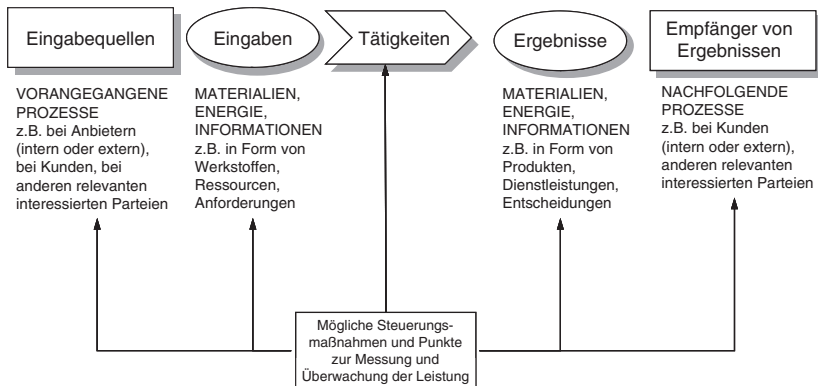 Eingabequellen
VORANGEGANGENE
PROZESSE
z.B. bei Anbietern
(intern oder extern),
bei Kunden, bei
anderen relevanten
interessierten Parteien
Eingaben
MATERIALIEN,
ENERGIE,
INFORMATIONEN
z.B. in Form von
Werkstoffen,
Ressourcen,
Anforderungen
Tätigkeiten
Ergebnisse
MATERIALIEN,
ENERGIE,
INFORMATIONEN
z.B. in Form von
Produkten,
Dienstleistungen,
Entscheidungen
Empfänger von
Ergebnissen
NACHFOLGENDE
PROZESSE
z.B. bei Kunden
(intern oder extern),
anderen relevanten
interessierten Parteien
Mögliche Steuerungs-
maßnahmen und Punkte
zur Messung und
Überwachung der Leistung